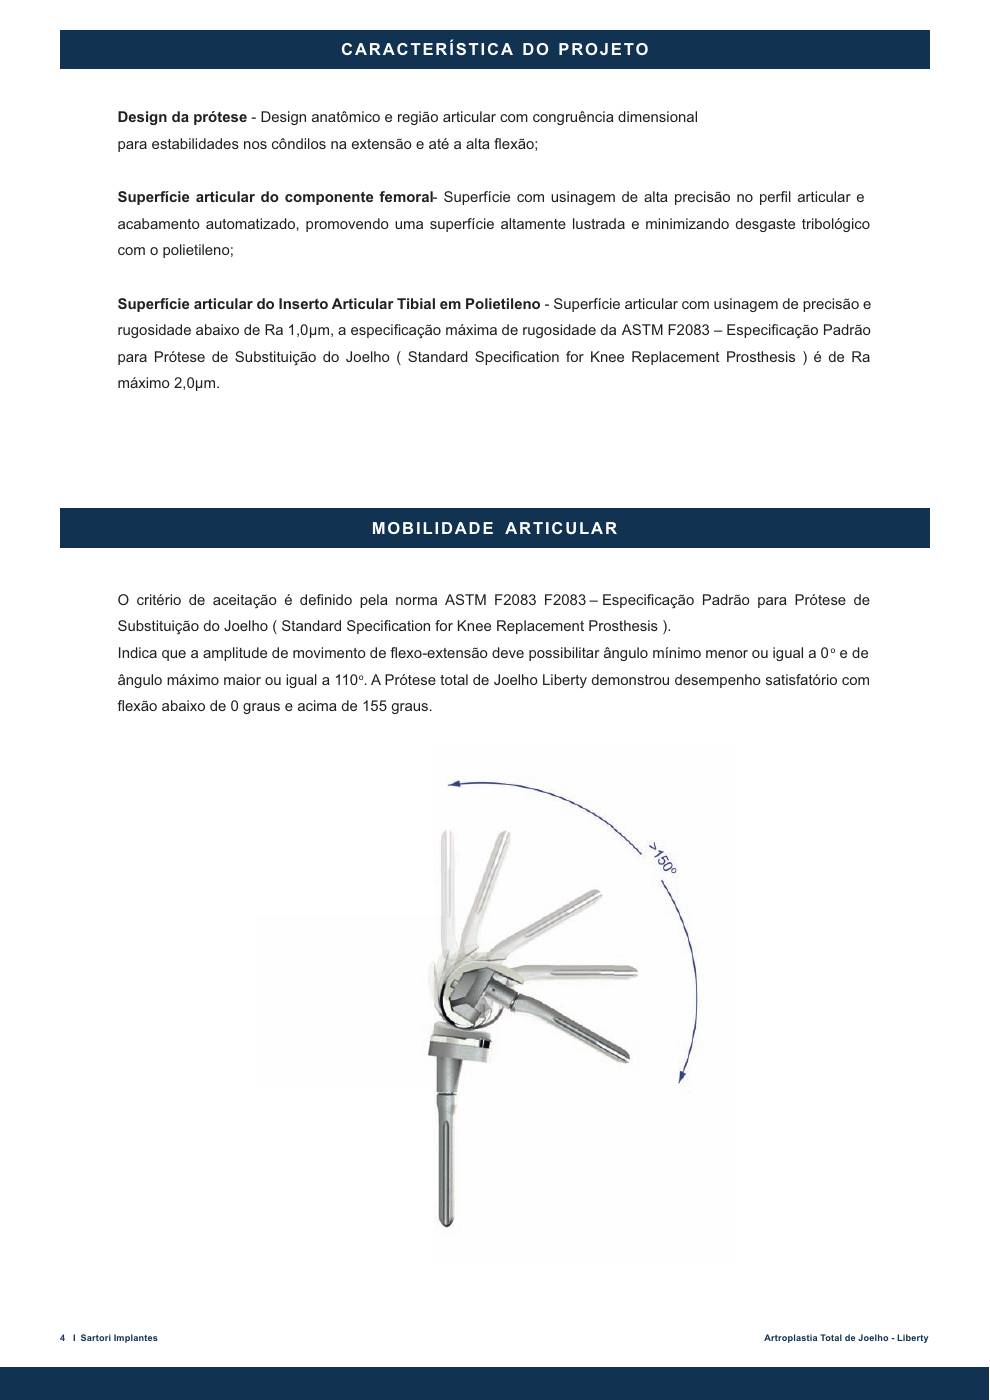 CARACTERÍSTICA DO PROJETO
Design da prótese - Design anatômico e região articular com congruência dimensional
para estabilidades nos côndilos na extensão e até a alta flexão;
Superfície articular do componente femoral- Superfície com usinagem de alta precisão no perfil articular e
acabamento automatizado, promovendo uma superfície altamente lustrada e minimizando desgaste tribológico
com o polietileno;
Superfície articular do Inserto Articular Tibial em Polietileno - Superfície articular com usinagem de precisão e
rugosidade abaixo de Ra 1,0µm, a especificação máxima de rugosidade da ASTM F2083 – Especificação Padrão
para Prótese de Substituição do Joelho ( Standard Specification for Knee Replacement Prosthesis ) é de Ra
máximo 2,0µm.
MOBILIDADE ARTICULAR
O critério de aceitação é definido pela norma ASTM F2083 F2083 – Especificação Padrão para Prótese de
Substituição do Joelho ( Standard Specification for Knee Replacement Prosthesis ).
Indica que a amplitude de movimento de flexo-extensão deve possibilitar ângulo mínimo menor ou igual a 0º e de
ângulo máximo maior ou igual a 110º. A Prótese total de Joelho Liberty demonstrou desempenho satisfatório com
flexão abaixo de 0 graus e acima de 155 graus.
>150º
4 I Sartori Implantes
Artroplastia Total de Joelho - Liberty